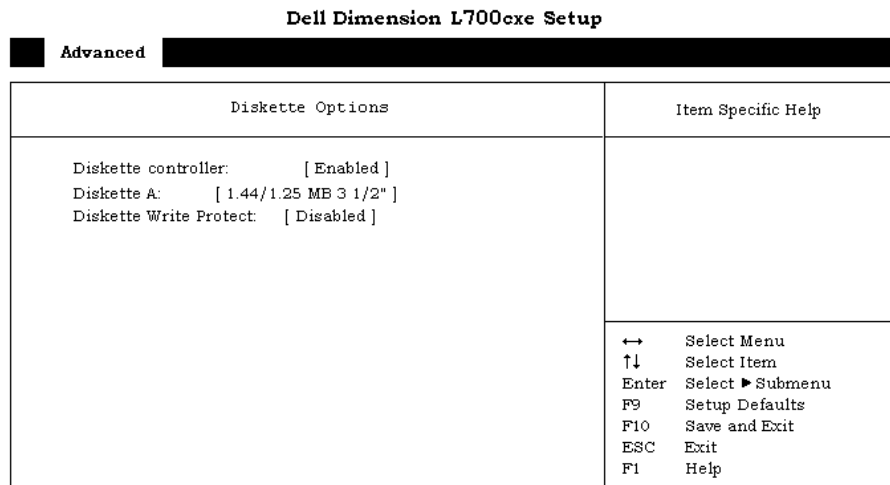 Dell Dimension L700cxe Setup
Advanced
Diskette Options
Item Specific Help
Diskette controller: [ Enabled ]
Diskette A: [ 1.44/1.25 MB 3 1/2" ]
Diskette Write Protect: [ Disabled ]
↔ Select Menu
↑↓ Select Item
Enter Select ▶ Submenu
F9 Setup Defaults
F10 Save and Exit
ESC Exit
F1 Help